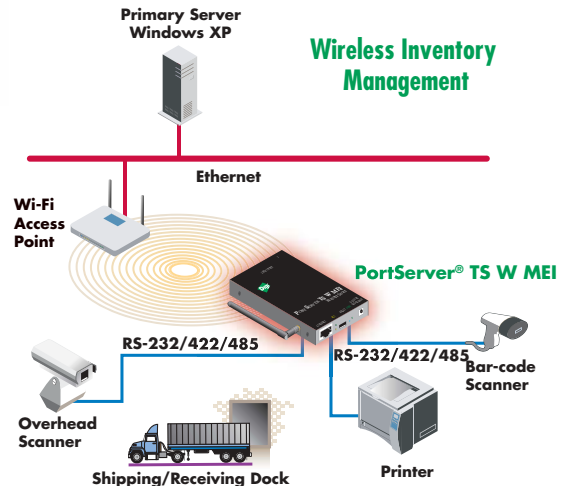 Primary Server
Windows XP
Wireless Inventory
Management
Ethernet
Wi-Fi
Access
Point
PortServer® TS W MEI
RS-232/422/485
RS-232/422/485
Bar-code
Scanner
Overhead
Scanner
Shipping/Receiving Dock
Printer